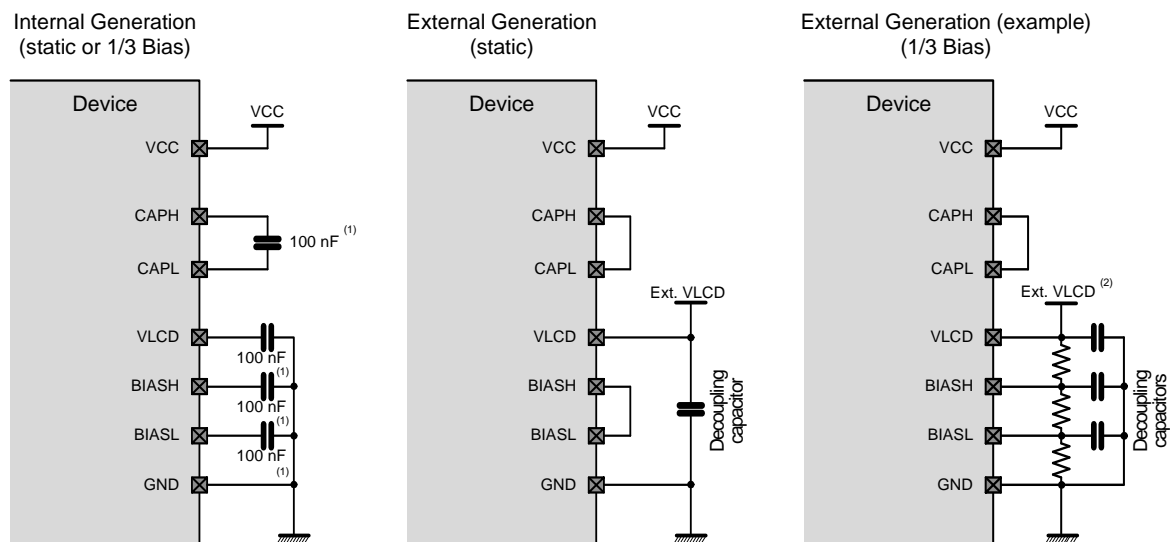 Internal Generation
(static or 1/3 Bias)
Device
VCC
VCC
CAPH
100 nF (1)
CAPL
VLCD
100 nF (1)
BIASH
100 nF (1)
BIASL
100 nF (1)
GND
External Generation
(static)
Device
VCC
VCC
CAPH
CAPL
Ext. VLCD
VLCD
BIASH
BIASL
Decoupling
capacitor
GND
External Generation (example)
(1/3 Bias)
Device
VCC
VCC
CAPH
CAPL
Ext. VLCD (2)
VLCD
BIASH
BIASL
Decoupling
capacitors
GND